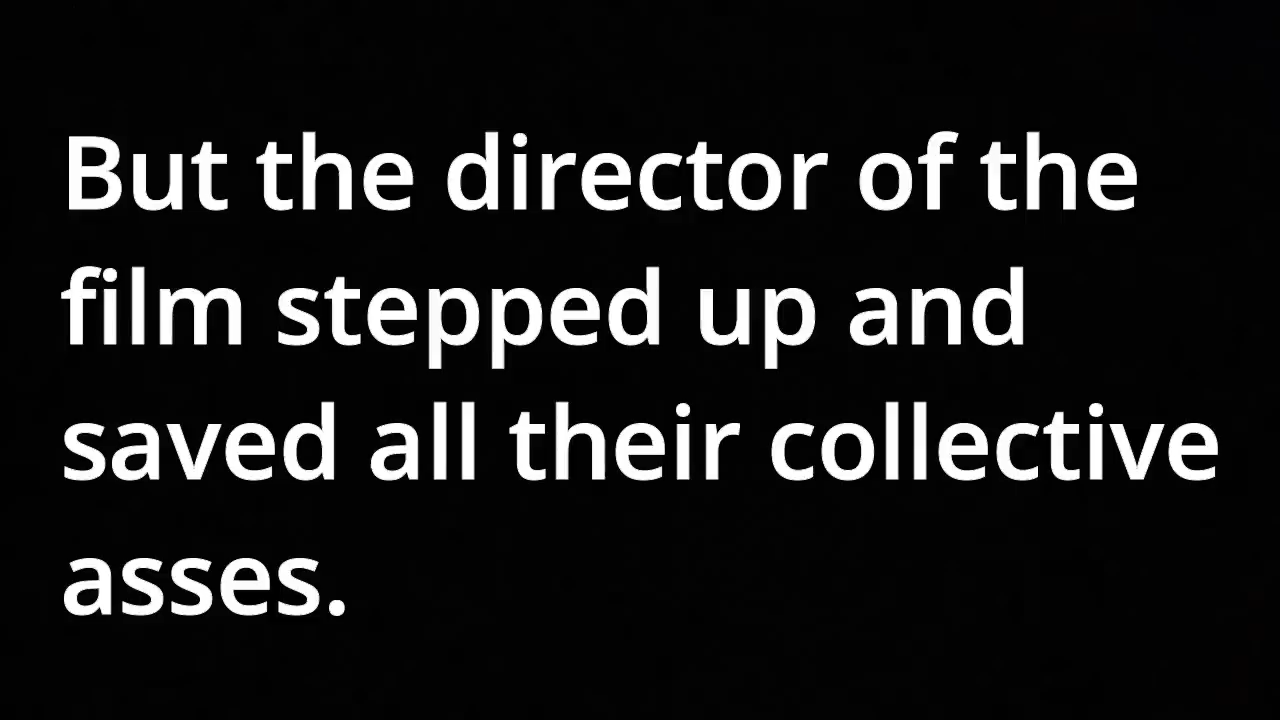 But the director of the
film stepped up and
saved all their collective
asses.